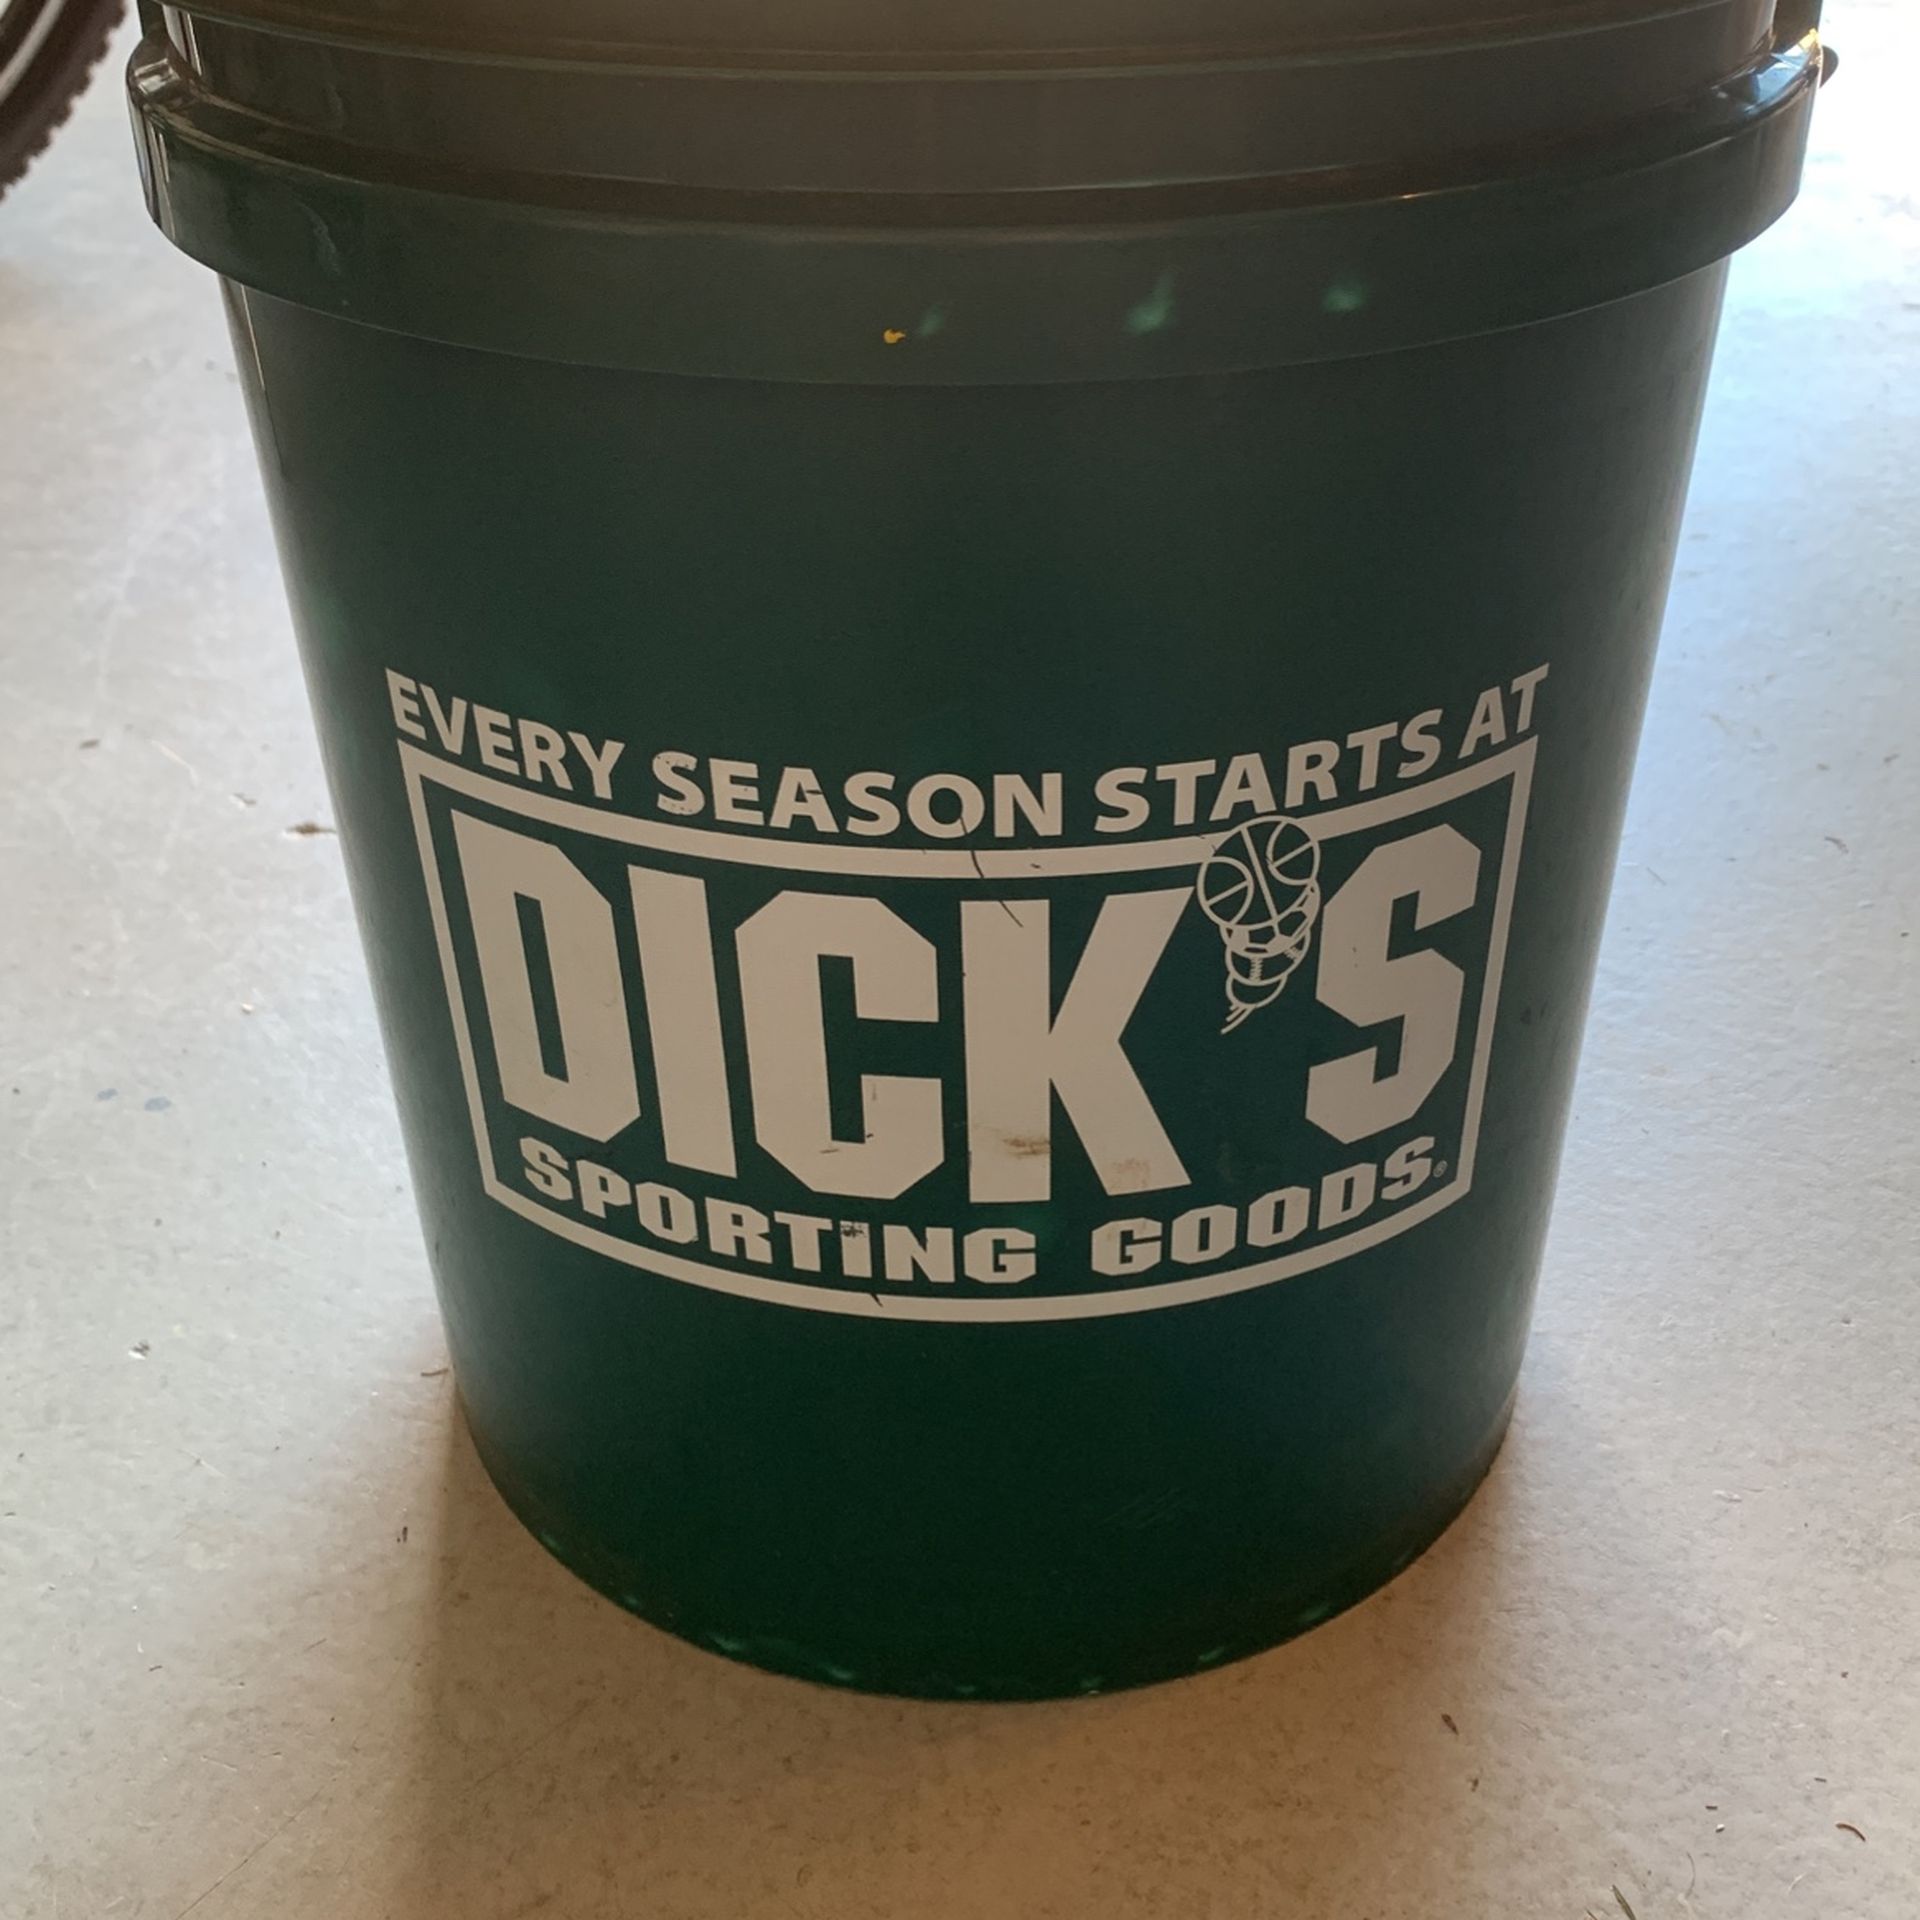 EVERY SEASON STARTS AT
DICK'S
SPORTING GOODS®